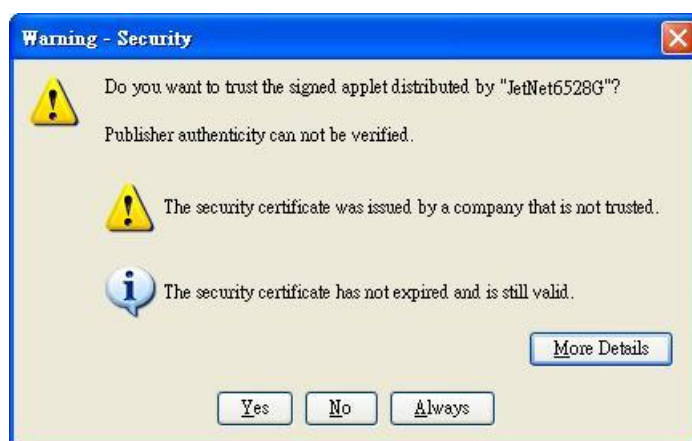 Warning - Security
Do you want to trust the signed applet distributed by "JetNet6528G"?
Publisher authenticity can not be verified.
The security certificate was issued by a company that is not trusted.
The security certificate has not expired and is still valid.
More Details
Yes No Always